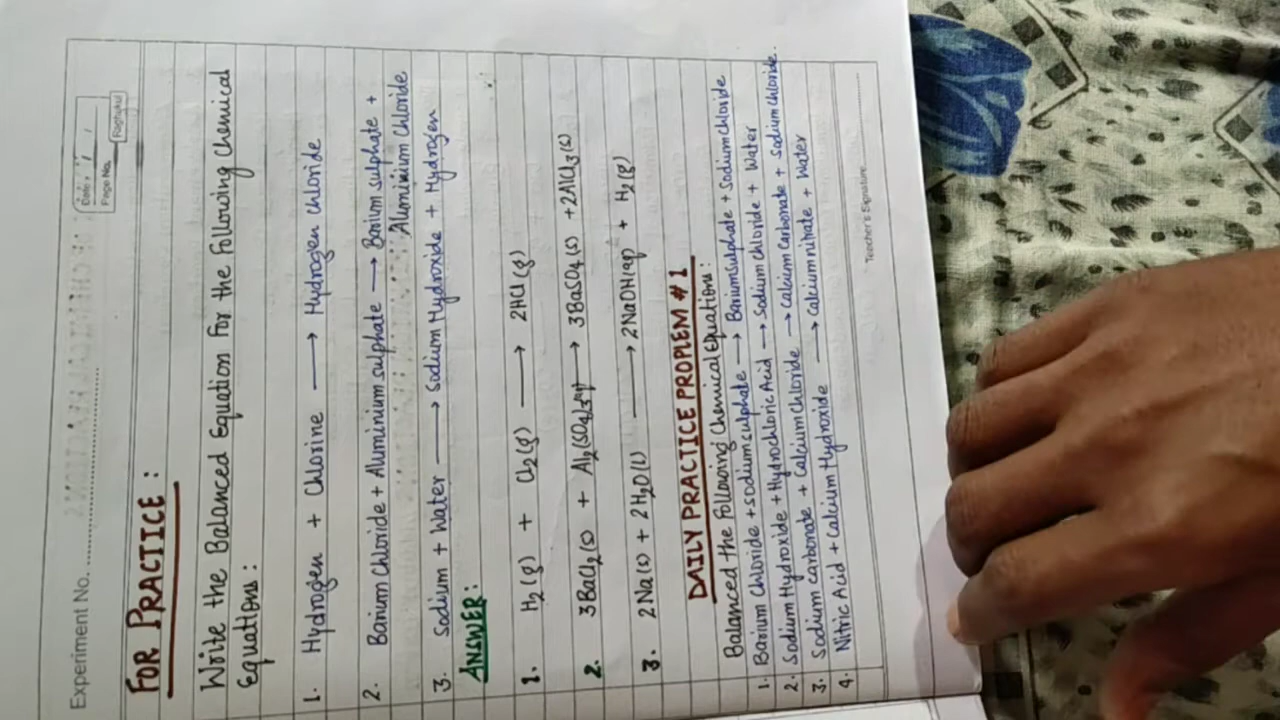 Experiment No.
Date / /
Page No.
Raghukul
FOR PRACTICE :
Write the Balanced Equation For the Following Chemical
Equations :
1. Hydrogen + Chlorine ⟶ Hydrogen Chloride
2. Barium Chloride + Aluminium sulphate ⟶ Barium sulphate +
Aluminium Chloride
3. Sodium + Water ⟶ Sodium Hydroxide + Hydrogen
ANSWER :
1. H₂(g) + Cl₂(g) ⟶ 2HCl(g)
2. 3BaCl₂(s) + Al₂(SO₄)₃ ⟶ 3BaSO₄(s) + 2AlCl₃(s)
3. 2Na(s) + 2H₂O(l) ⟶ 2NaOH(aq) + H₂(g)
DAILY PRACTICE PROPLEM # 1
Balanced the Following Chemical Equations :
1. Barium Chloride + sodium sulphate ⟶ Barium sulphate + Sodium chloride
2. Sodium Hydroxide + Hydrochloric Acid ⟶ Sodium chloride + Water
3. Sodium carbonate + Calcium Chloride ⟶ calcium Carbonate + Sodium chloride.
4. Nitric Acid + calcium Hydroxide ⟶ Calcium nitrate + Water
Teacher's Signature